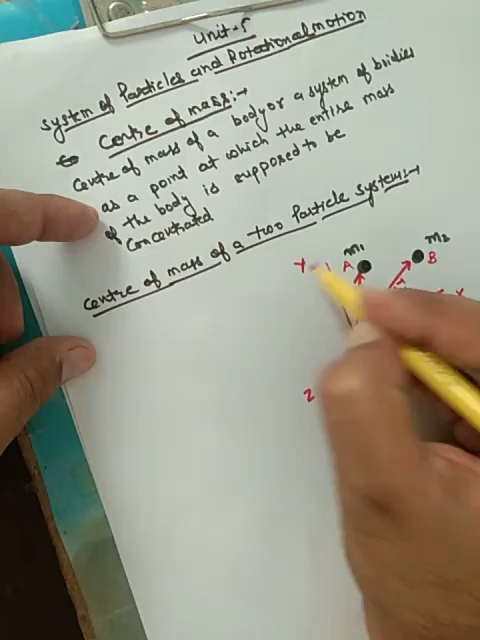 Unit-5
System of Particles and Rotational motion
Centre of mass:→
Centre of mass of a body or a system of bodies
as a point at which the entire mass
of the body is supposed to be
Concentrated
Centre of mass of a two Particle system:→
m1 m2
Y A B
X
Z